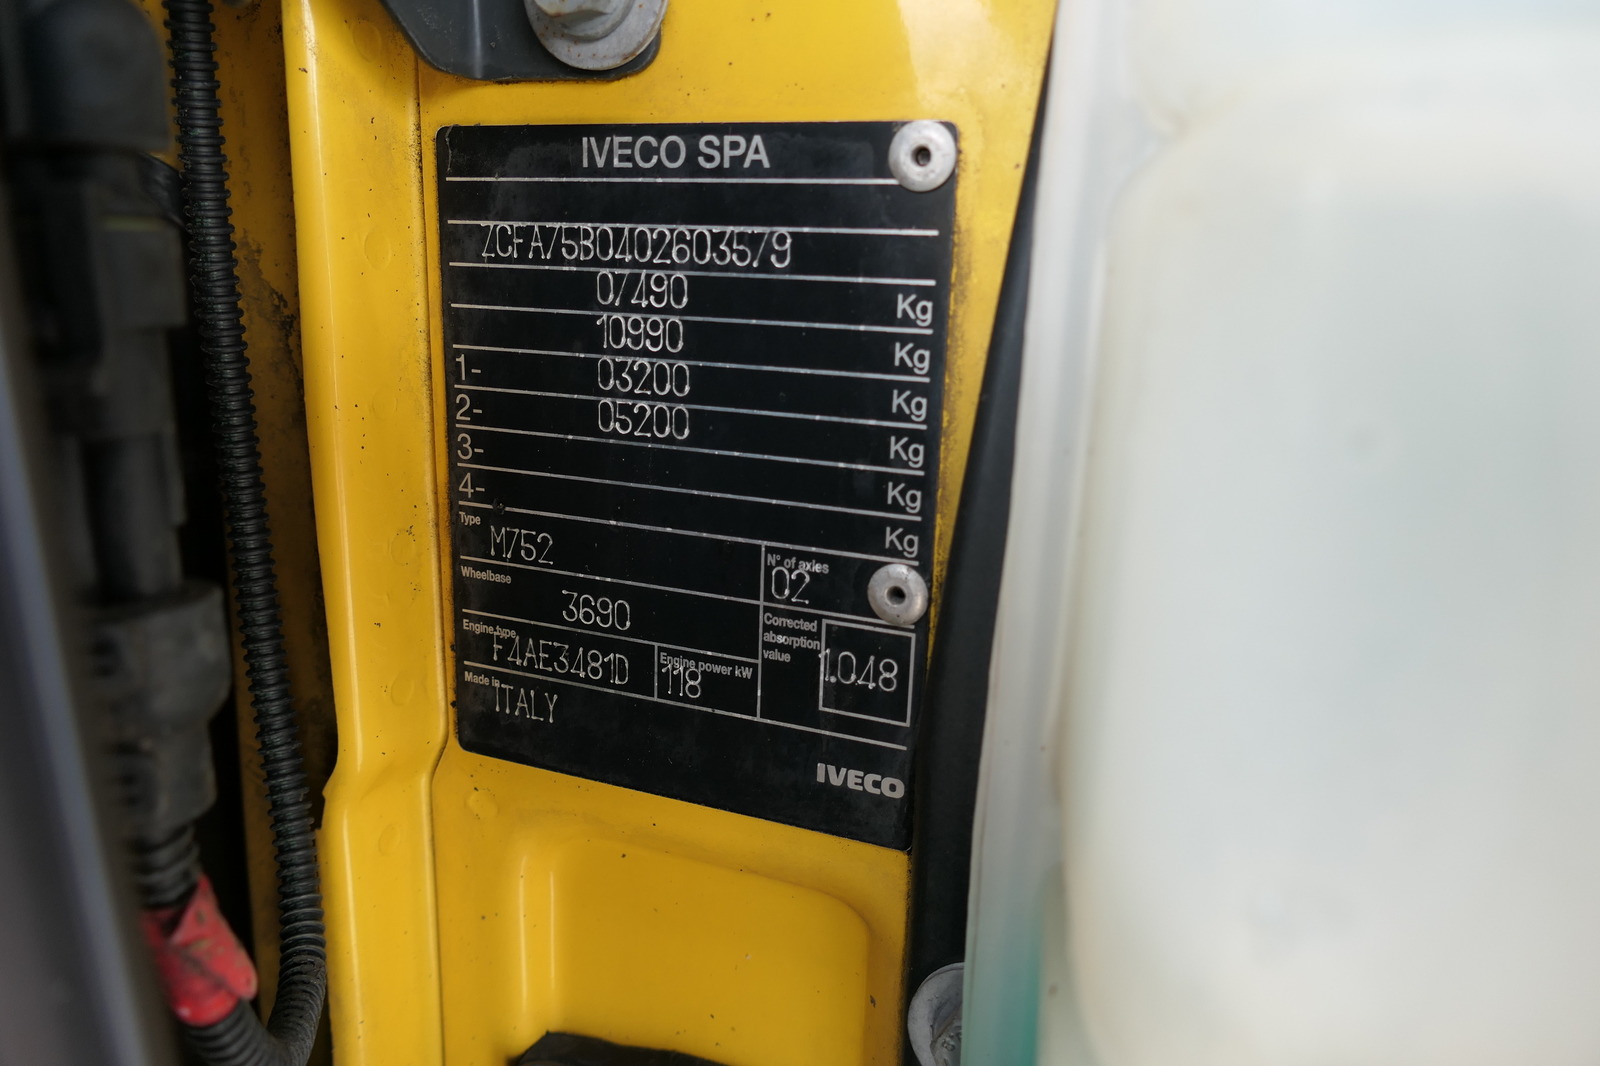 IVECO SPA
ZCFA75B0402603579
07490 Kg
10990 Kg
1- 03200 Kg
2- 05200 Kg
3- Kg
4- Kg
Type M752
N° of axles 02
Wheelbase 3690
Corrected absorption value 1.048
Engine type F4AE3481D
Engine power kW 118
Made in ITALY
IVECO